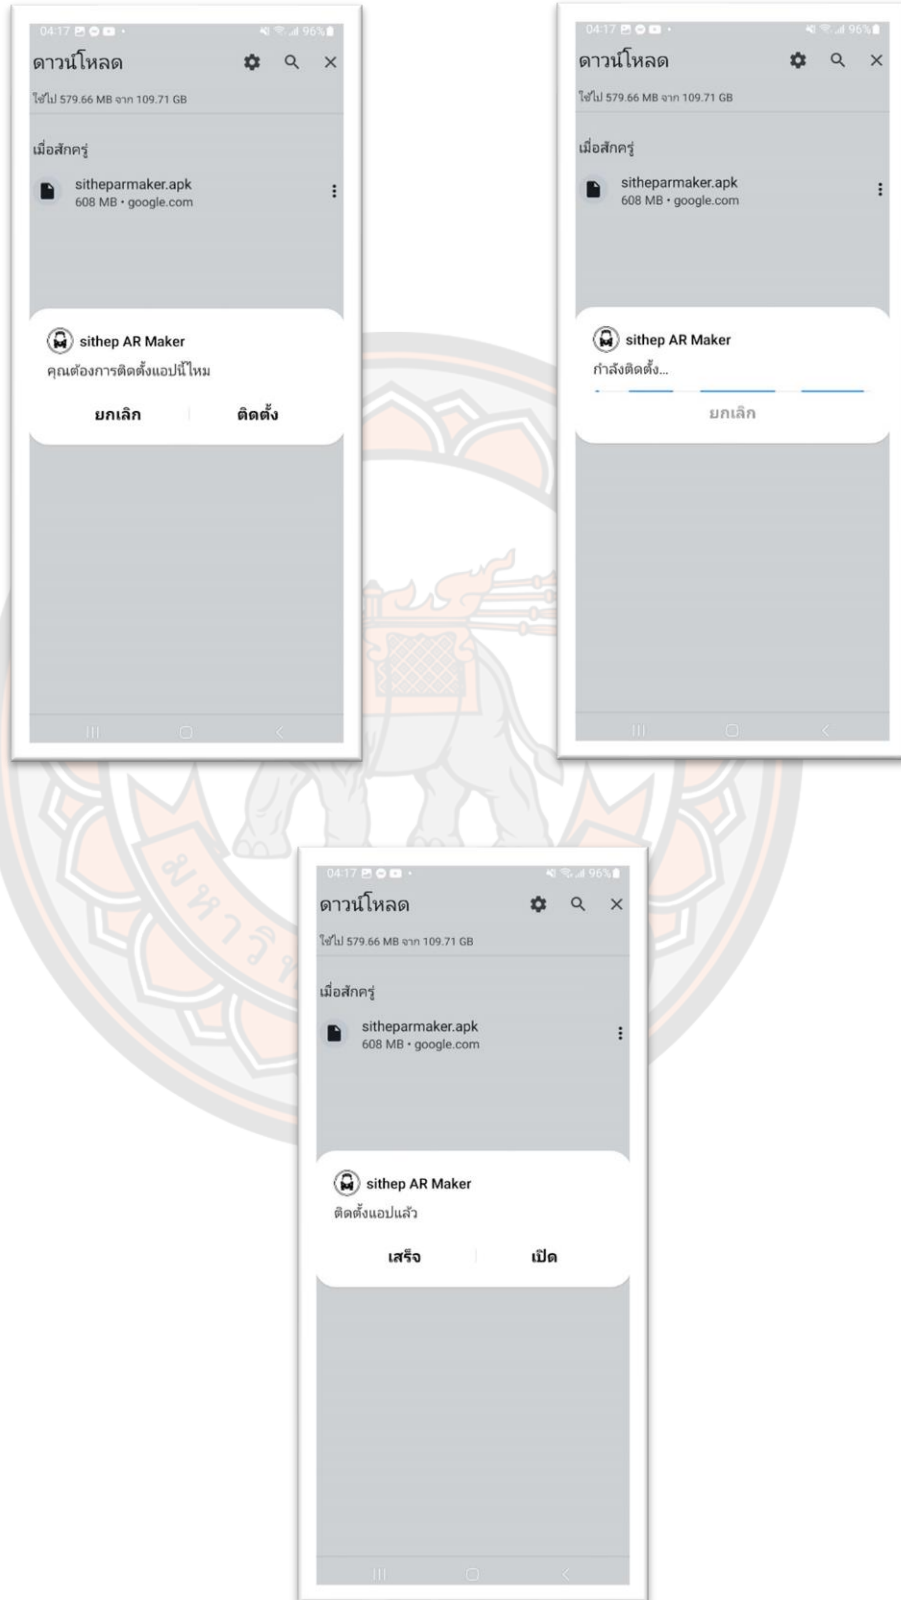 04:17
96%
ดาวน์โหลด
ใช้ไป 579.66 MB จาก 109.71 GB
เมื่อสักครู่
sitheparmaker.apk
608 MB • google.com
sithep AR Maker
คุณต้องการติดตั้งแอปนี้ไหม
ยกเลิก
ติดตั้ง
04:17
96%
ดาวน์โหลด
ใช้ไป 579.66 MB จาก 109.71 GB
เมื่อสักครู่
sitheparmaker.apk
608 MB • google.com
sithep AR Maker
กำลังติดตั้ง...
ยกเลิก
04:17
96%
ดาวน์โหลด
ใช้ไป 579.66 MB จาก 109.71 GB
เมื่อสักครู่
sitheparmaker.apk
608 MB • google.com
sithep AR Maker
ติดตั้งแอปแล้ว
เสร็จ
เปิด